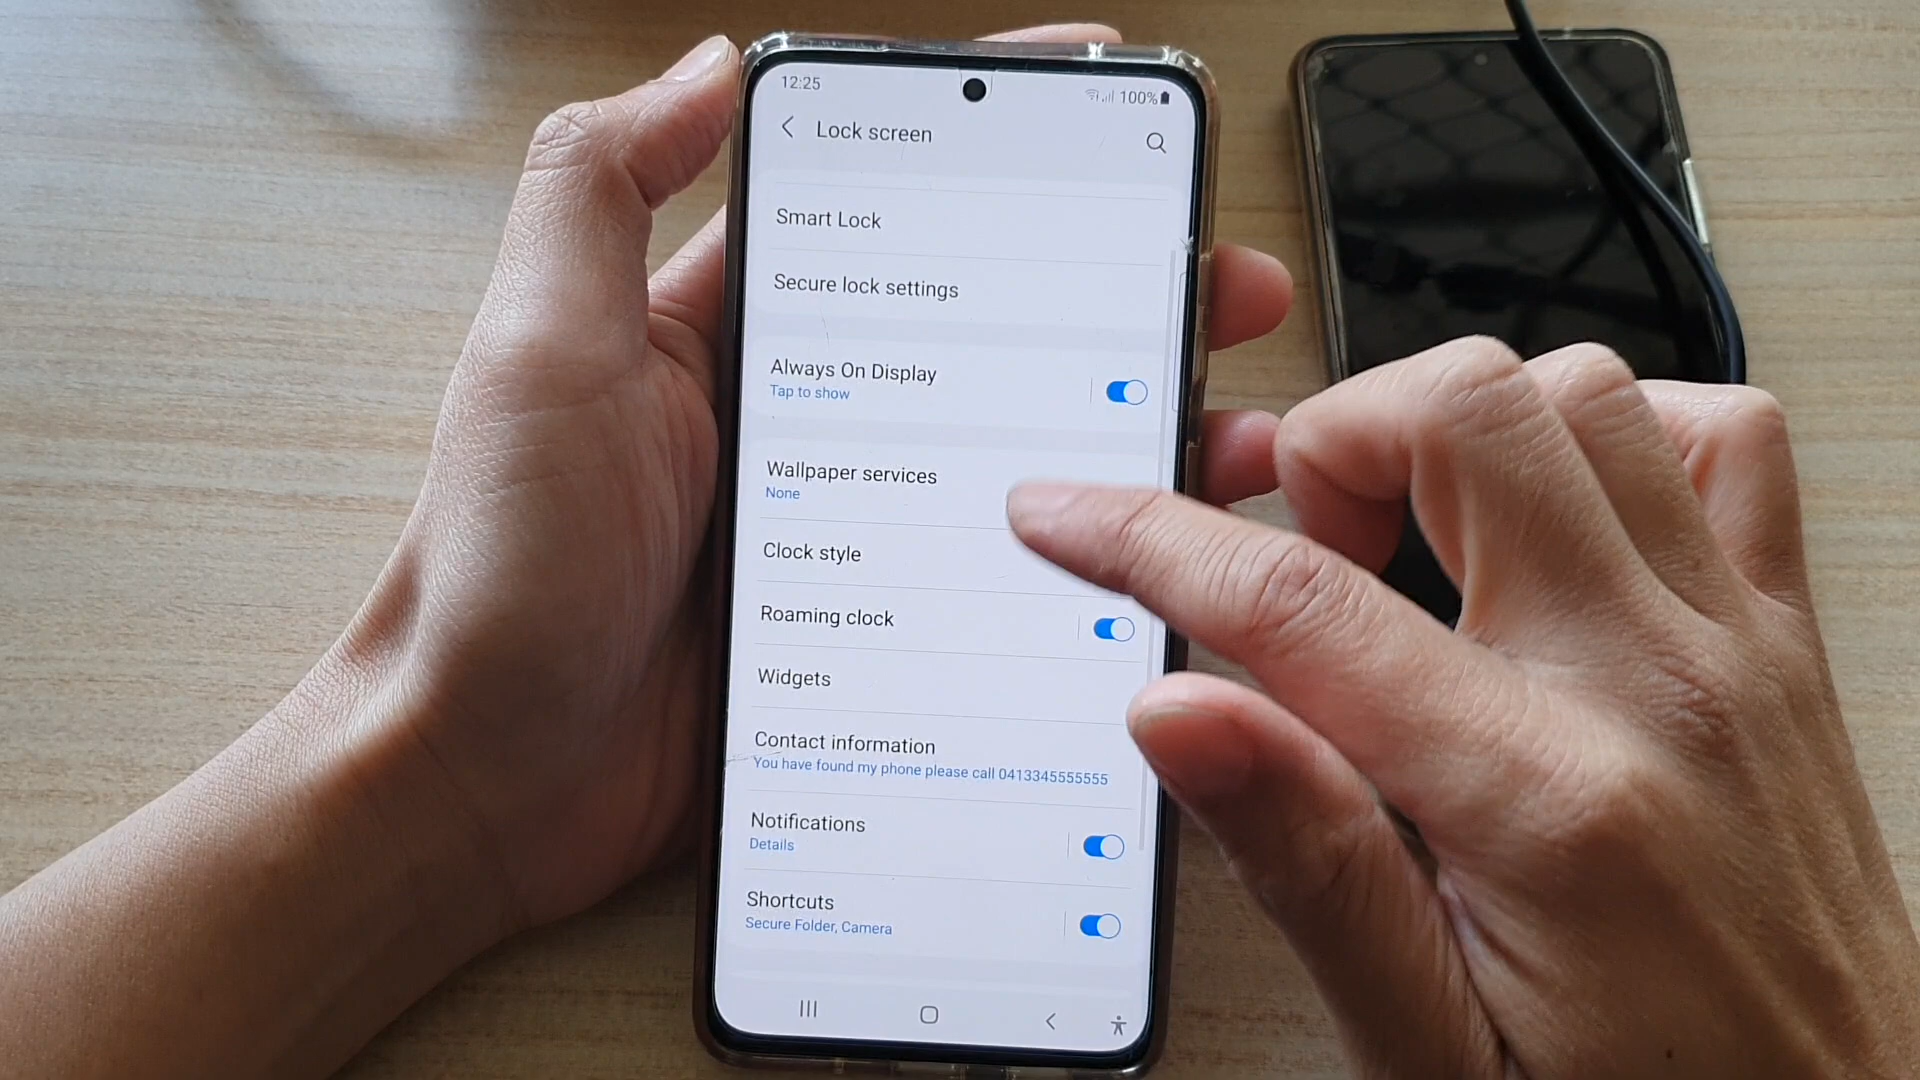 12:25
100%
Lock screen
Smart Lock
Secure lock settings
Always On Display
Tap to show
Wallpaper services
None
Clock style
Roaming clock
Widgets
Contact information
You have found my phone please call 0413345555555
Notifications
Details
Shortcuts
Secure Folder, Camera